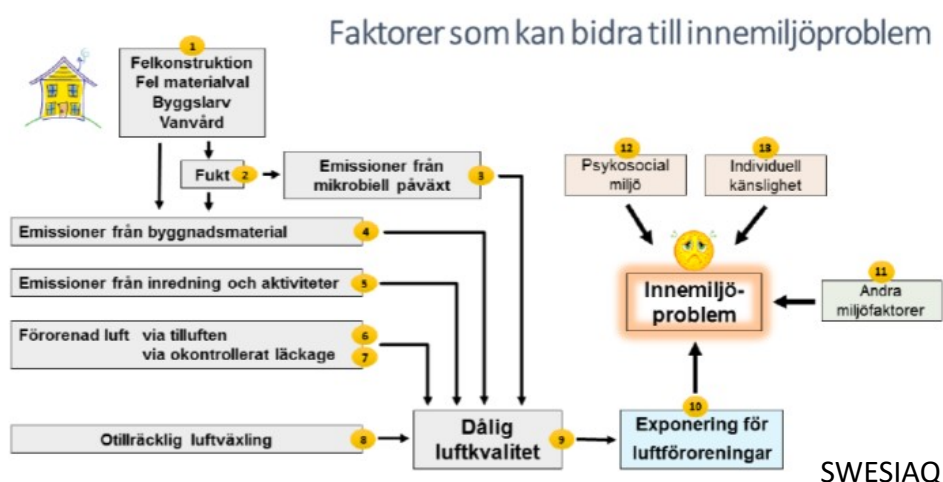 Faktorer som kan bidra till innemiljöproblem
1
Felkonstruktion
Fel materialval
Byggslarv
Vanvård
Fukt 2
Emissioner från
mikrobiell påväxt 3
Emissioner från byggnadsmaterial 4
Emissioner från inredning och aktiviteter 5
Förorenad luft via tilluften 6
via okontrollerat läckage 7
Otillräcklig luftväxling 8
Dålig
luftkvalitet 9
10
Exponering för
luftföroreningar
11
Andra
miljöfaktorer
12
Psykosocial
miljö
13
Individuell
känslighet
Innemiljö-
problem
SWESIAQ